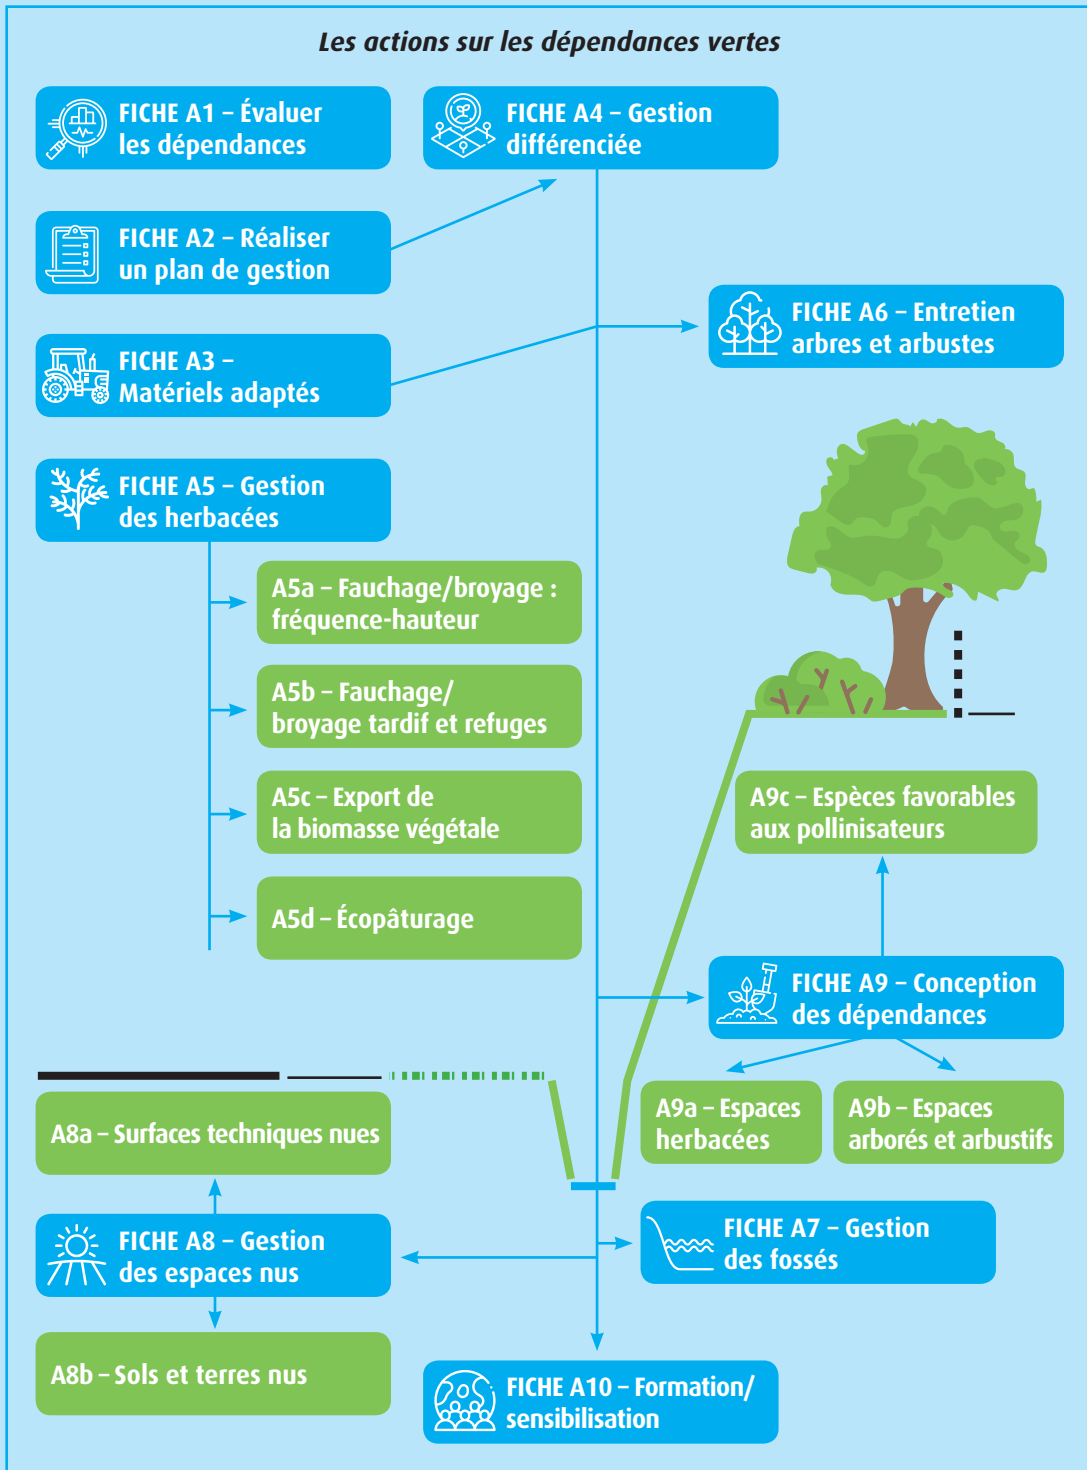 Les actions sur les dépendances vertes
FICHE A1 – Évaluer
les dépendances
FICHE A4 – Gestion
différenciée
FICHE A2 – Réaliser
un plan de gestion
FICHE A3 –
Matériels adaptés
FICHE A6 – Entretien
arbres et arbustes
FICHE A5 – Gestion
des herbacées
A5a – Fauchage/broyage :
fréquence-hauteur
A5b – Fauchage/
broyage tardif et refuges
A5c – Export de
la biomasse végétale
A5d – Écopâturage
A9c – Espèces favorables
aux pollinisateurs
FICHE A9 – Conception
des dépendances
A9a – Espaces
herbacées
A9b – Espaces
arborés et arbustifs
A8a – Surfaces techniques nues
FICHE A8 – Gestion
des espaces nus
A8b – Sols et terres nus
FICHE A7 – Gestion
des fossés
FICHE A10 – Formation/
sensibilisation